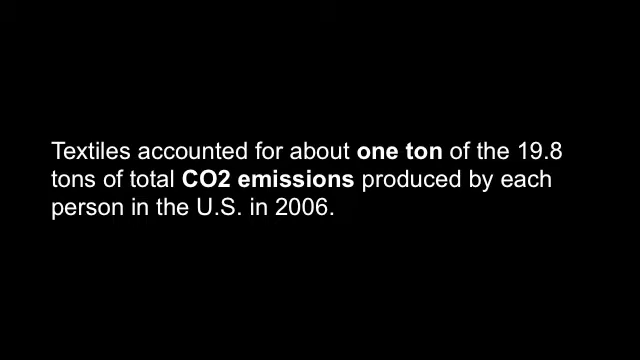 Textiles accounted for about one ton of the 19.8
tons of total CO2 emissions produced by each
person in the U.S. in 2006.